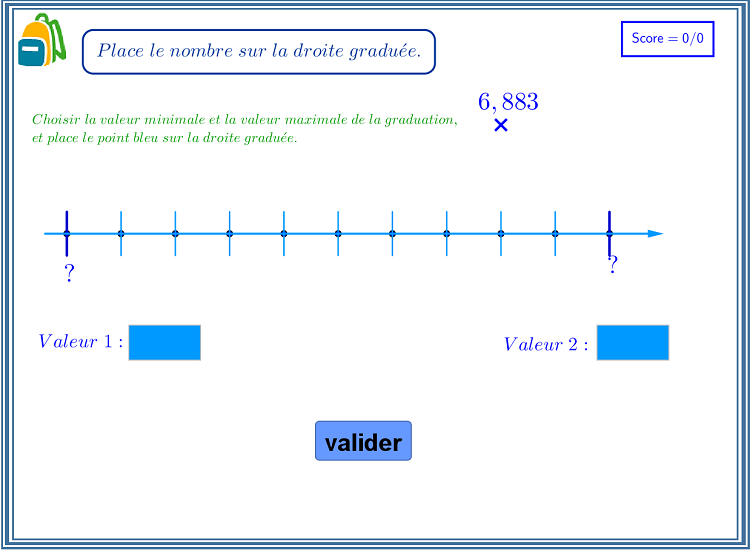 Place le nombre sur la droite graduée.
Score = 0/0
6,883
Choisir la valeur minimale et la valeur maximale de la graduation,
et place le point bleu sur la droite graduée.
? ?
Valeur 1 : Valeur 2 :
valider